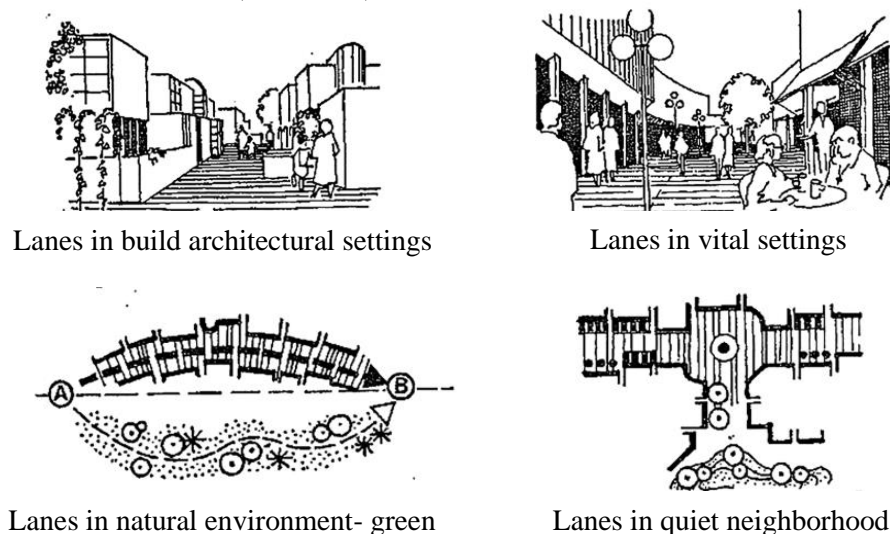 Lanes in build architectural settings
Lanes in vital settings
A
B
Lanes in natural environment- green
Lanes in quiet neighborhood